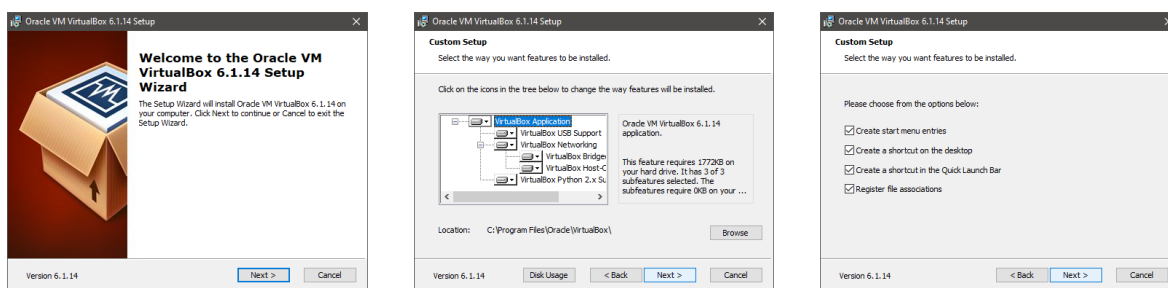 Oracle VM VirtualBox 6.1.14 Setup
Welcome to the Oracle VM
VirtualBox 6.1.14 Setup
Wizard
The Setup Wizard will install Oracle VM VirtualBox 6.1.14 on
your computer. Click Next to continue or Cancel to exit the
Setup Wizard.
Version 6.1.14
Next >
Cancel
Oracle VM VirtualBox 6.1.14 Setup
Custom Setup
Select the way you want features to be installed.
Click on the icons in the tree below to change the way features will be installed.
VirtualBox Application
VirtualBox USB Support
VirtualBox Networking
VirtualBox Bridge
VirtualBox Host-C
VirtualBox Python 2.x Su
Oracle VM VirtualBox 6.1.14
application.
This feature requires 1772KB on
your hard drive. It has 3 of 3
subfeatures selected. The
subfeatures require 0KB on your ...
Location: C:\Program Files\Oracle\VirtualBox\
Browse
Version 6.1.14
Disk Usage
< Back
Next >
Cancel
Oracle VM VirtualBox 6.1.14 Setup
Custom Setup
Select the way you want features to be installed.
Please choose from the options below:
Create start menu entries
Create a shortcut on the desktop
Create a shortcut in the Quick Launch Bar
Register file associations
Version 6.1.14
< Back
Next >
Cancel